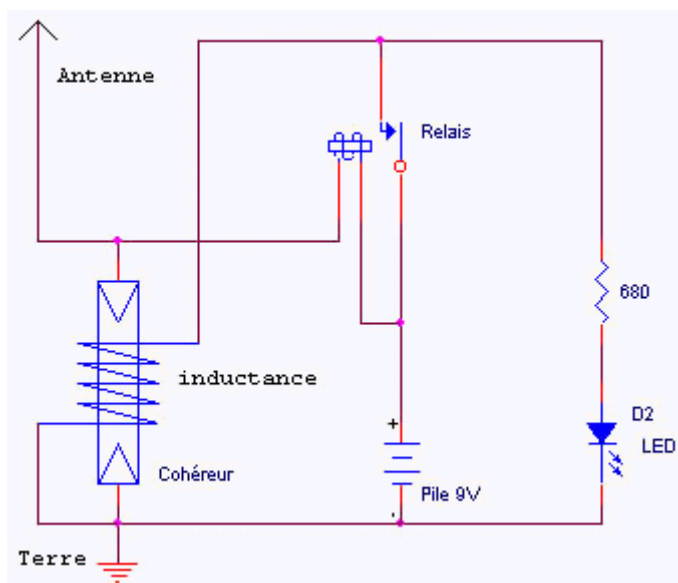 Antenne
Relais
680
inductance
D2
LED
+
Cohéreur
Pile 9V
-
Terre